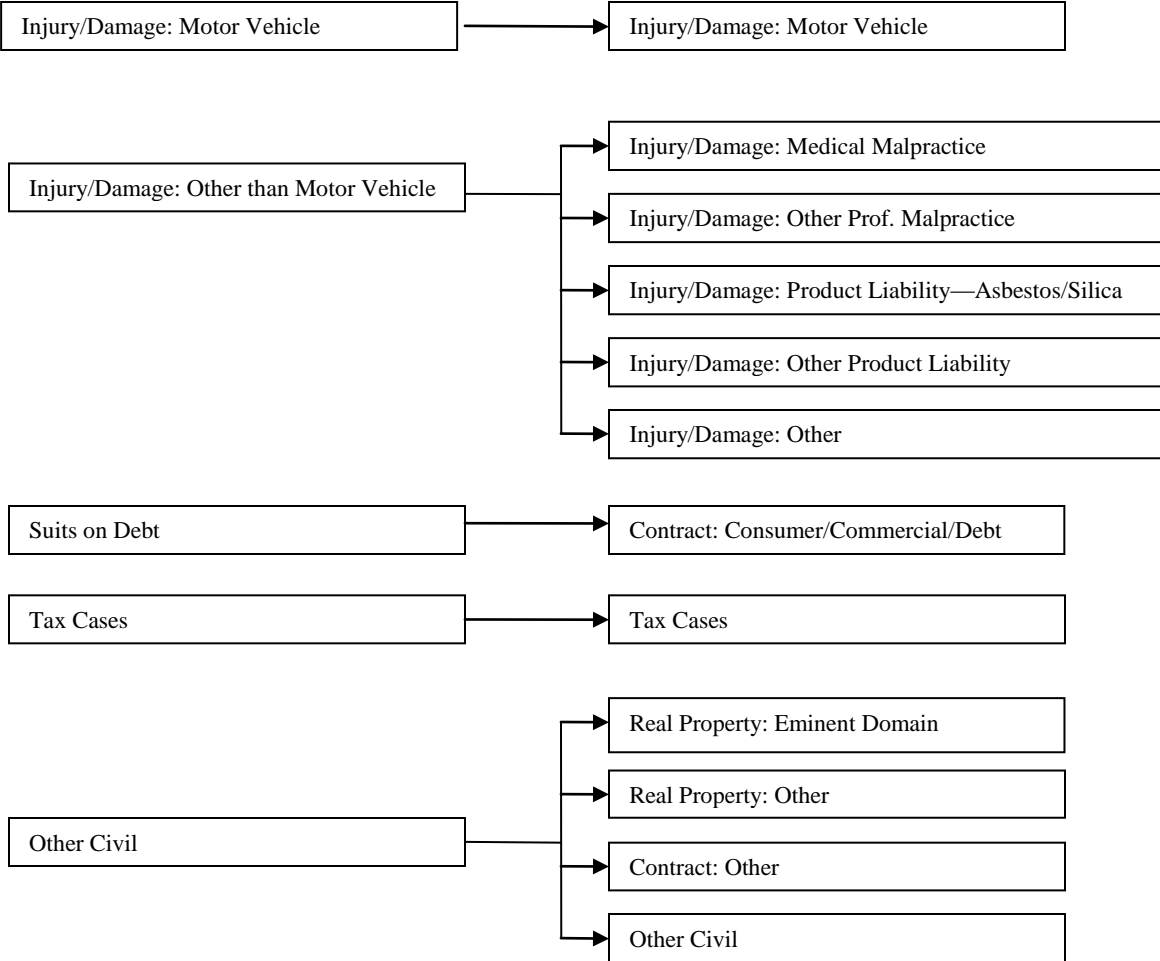 Injury/Damage: Motor Vehicle
Injury/Damage: Motor Vehicle
Injury/Damage: Other than Motor Vehicle
Injury/Damage: Medical Malpractice
Injury/Damage: Other Prof. Malpractice
Injury/Damage: Product Liability—Asbestos/Silica
Injury/Damage: Other Product Liability
Injury/Damage: Other
Suits on Debt
Contract: Consumer/Commercial/Debt
Tax Cases
Tax Cases
Other Civil
Real Property: Eminent Domain
Real Property: Other
Contract: Other
Other Civil